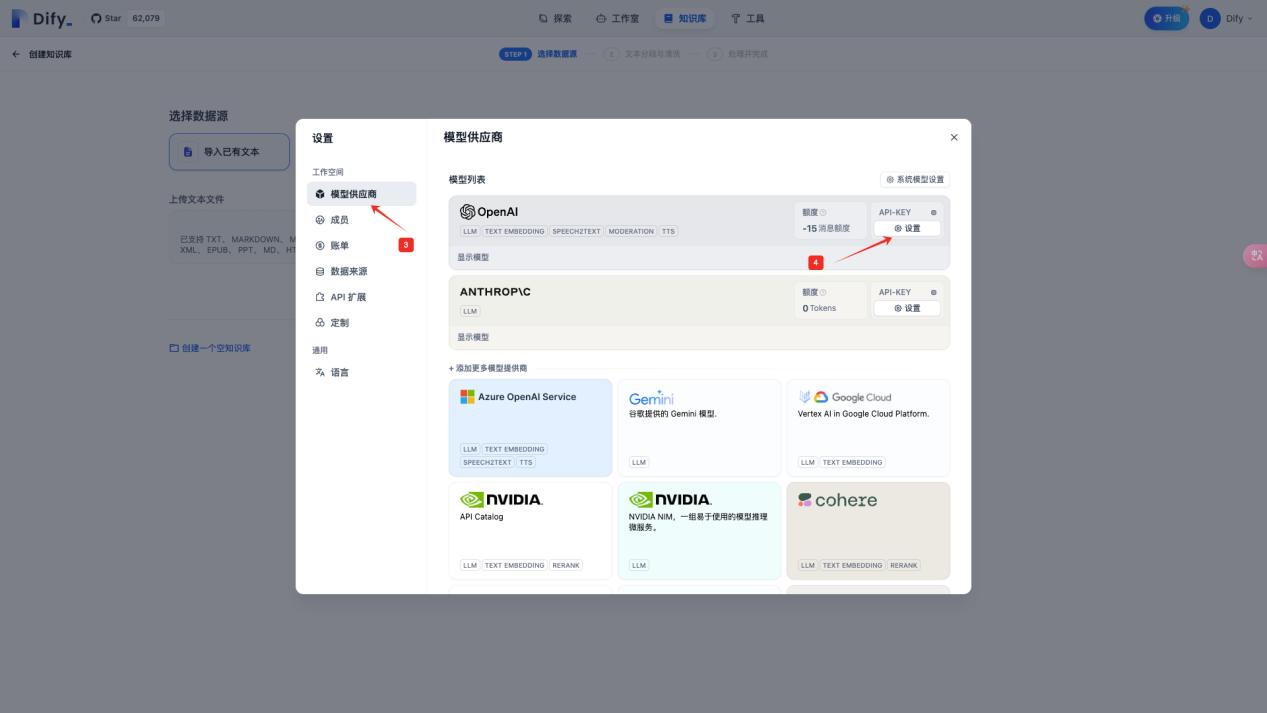 Dify_
Star 62,079
探索
工作室
知识库
工具
升级
D Dify
创建知识库
STEP 1 选择数据源
2 文本分段与清洗
3 处理并完成
选择数据源
导入已有文本
上传文本文件
已支持 TXT、 MARKDOWN、 M
XML、 EPUB、 PPT、 MD、 HT
创建一个空知识库
设置
工作空间
模型供应商
成员
账单
3
数据来源
API 扩展
定制
通用
语言
模型供应商
模型列表
系统模型设置
OpenAI
LLM TEXT EMBEDDING SPEECH2TEXT MODERATION TTS
额度
-15 消息额度
API-KEY
设置
显示模型
4
ANTHROP\C
LLM
额度
0 Tokens
API-KEY
设置
显示模型
+ 添加更多模型提供商
Azure OpenAI Service
LLM TEXT EMBEDDING
SPEECH2TEXT TTS
Gemini
谷歌提供的 Gemini 模型.
LLM
Google Cloud
Vertex AI in Google Cloud Platform.
LLM TEXT EMBEDDING
NVIDIA.
API Catalog
LLM TEXT EMBEDDING RERANK
NVIDIA.
NVIDIA NIM，一组易于使用的模型推理
微服务。
LLM
cohere
LLM TEXT EMBEDDING RERANK